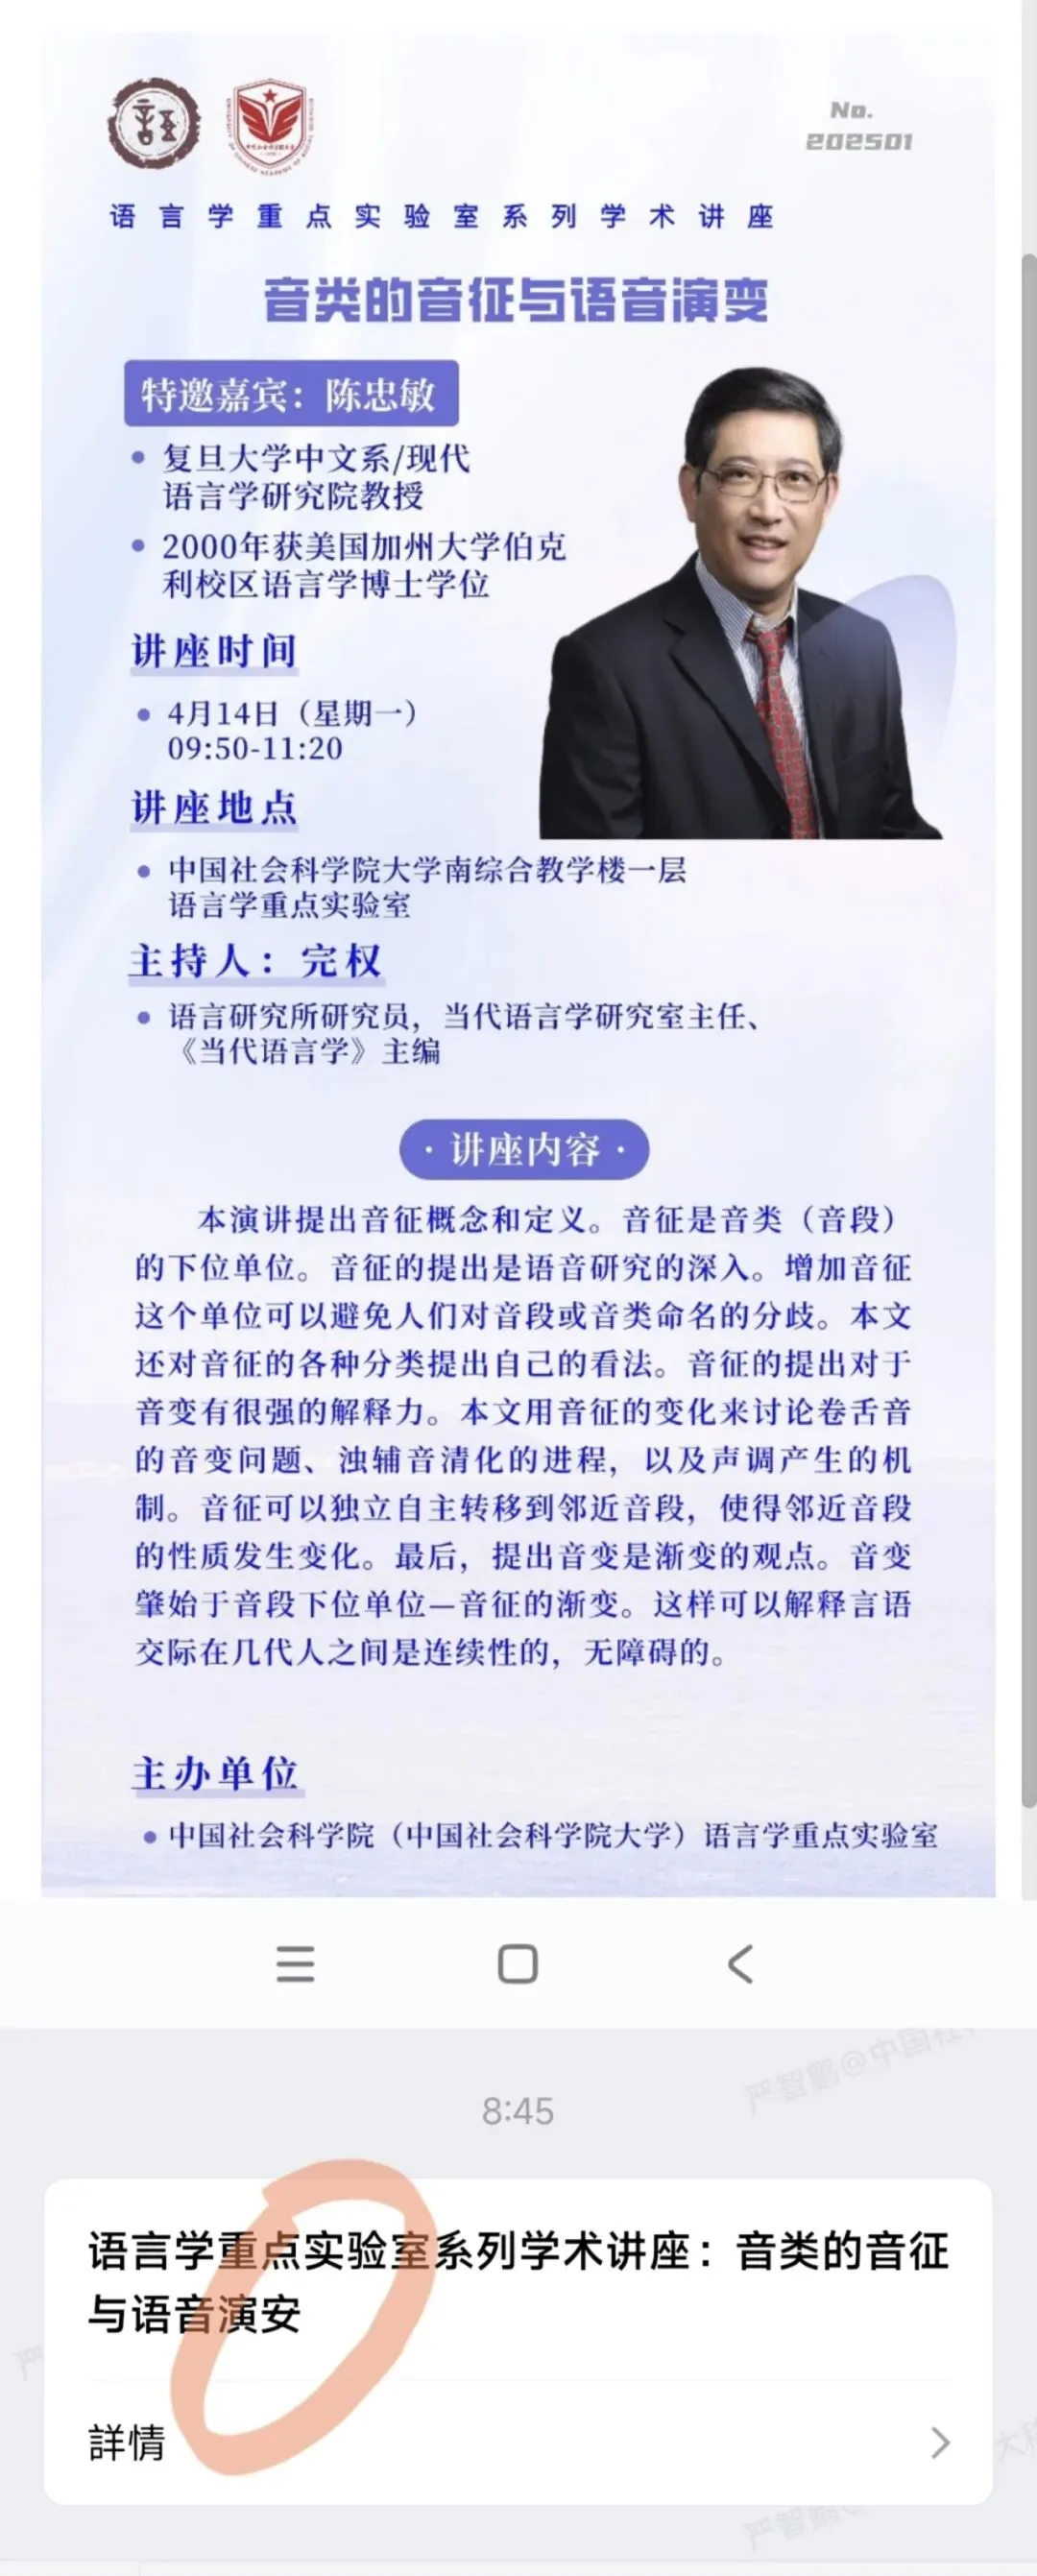 No.
202501
语言学重点实验室系列学术讲座
音类的音征与语音演变
特邀嘉宾：陈忠敏
复旦大学中文系/现代
语言学研究院教授
2000年获美国加州大学伯克
利校区语言学博士学位
讲座时间
4月14日（星期一）
09:50-11:20
讲座地点
中国社会科学院大学南综合教学楼一层
语言学重点实验室
主持人：完权
语言研究所研究员，当代语言学研究室主任、
《当代语言学》主编
·讲座内容·
本演讲提出音征概念和定义。音征是音类（音段）
的下位单位。音征的提出是语音研究的深入。增加音征
这个单位可以避免人们对音段或音类命名的分歧。本文
还对音征的各种分类提出自己的看法。音征的提出对于
音变有很强的解释力。本文用音征的变化来讨论卷舌音
的音变问题、浊辅音清化的进程，以及声调产生的机
制。音征可以独立自主转移到邻近音段，使得邻近音段
的性质发生变化。最后，提出音变是渐变的观点。音变
肇始于音段下位单位—音征的渐变。这样可以解释言语
交际在几代人之间是连续性的，无障碍的。
主办单位
中国社会科学院（中国社会科学院大学）语言学重点实验室
严智鹏@中国社
8:45
语言学重点实验室系列学术讲座：音类的音征
与语音演安
詳情